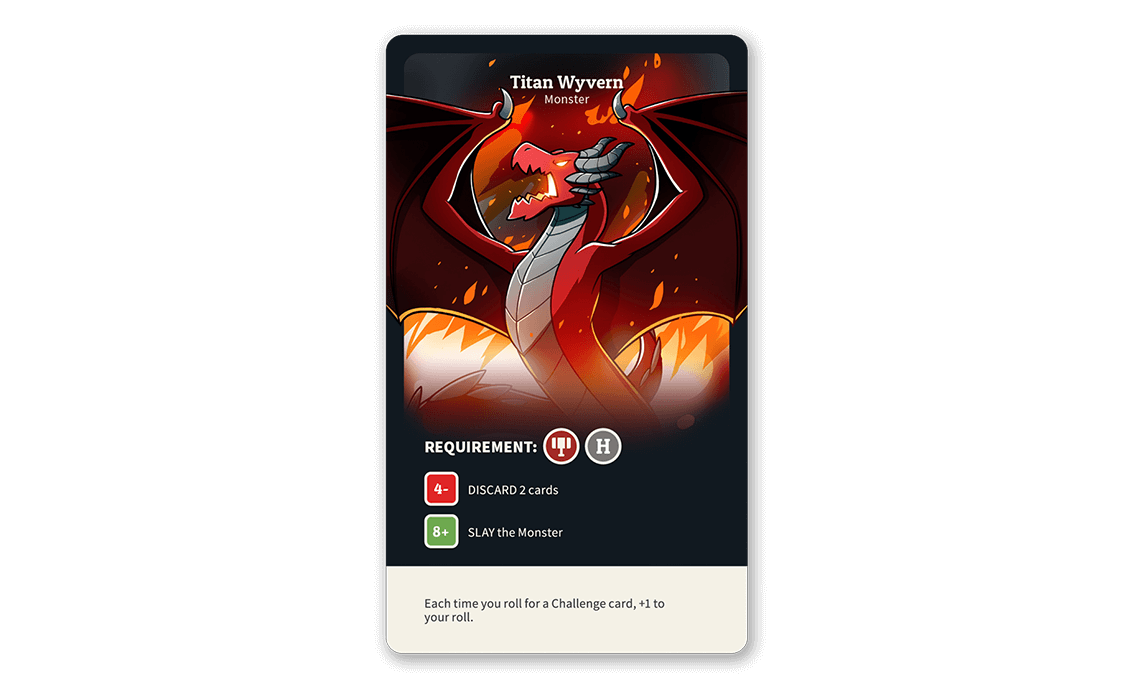 Titan Wyvern
Monster
REQUIREMENT: H
4- DISCARD 2 cards
8+ SLAY the Monster
Each time you roll for a Challenge card, +1 to
your roll.